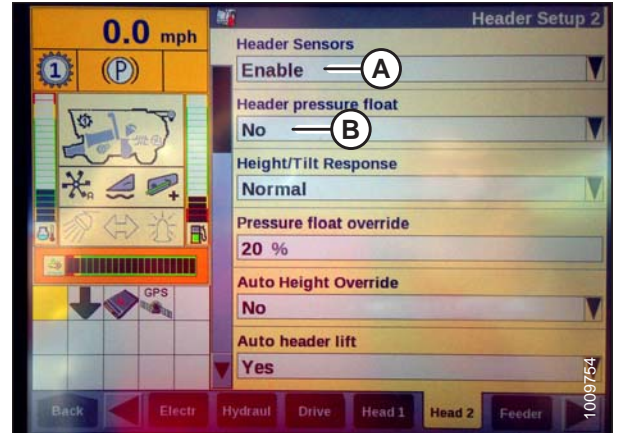 0.0 mph
Header Setup 2
1
(P)
Header Sensors
Enable
A
Header pressure float
No
B
Height/Tilt Response
Normal
R
+
Pressure float override
20 %
Auto Height Override
No
GPS
Auto header lift
Yes
Back
Electr
Hydraul
Drive
Head 1
Head 2
Feeder
1009754